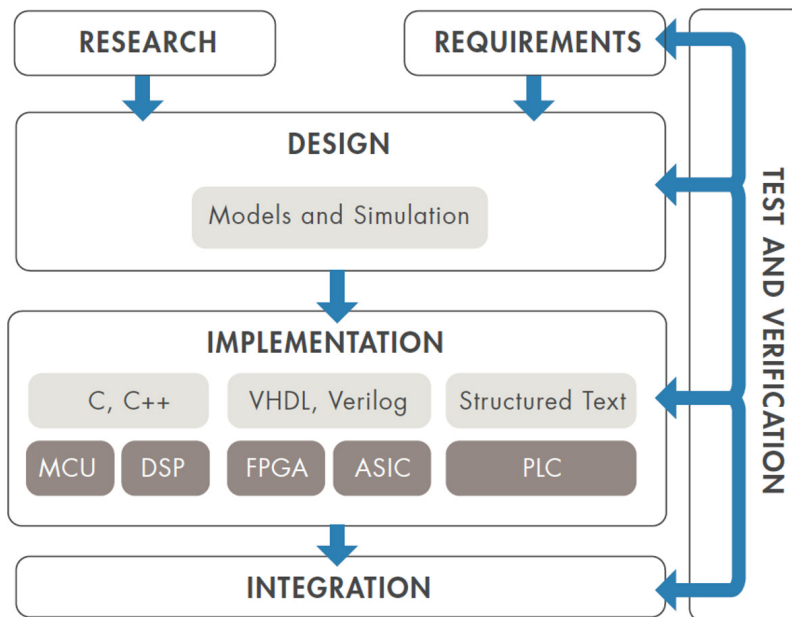 RESEARCH
REQUIREMENTS
DESIGN
Models and Simulation
IMPLEMENTATION
C, C++
VHDL, Verilog
Structured Text
MCU
DSP
FPGA
ASIC
PLC
INTEGRATION
TEST AND VERIFICATION